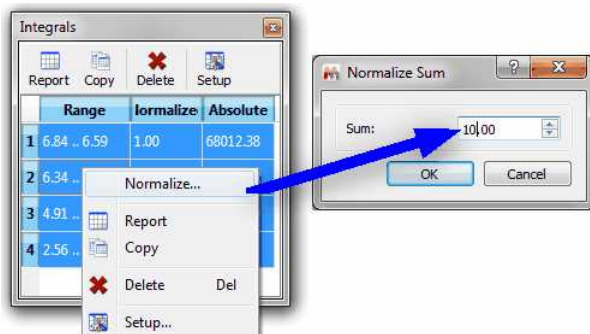 Integrals
Report Copy Delete Setup
Range lormalize Absolute
1 6.84 .. 6.59 1.00 68012.38
2 6.34 ..
3 4.91 ..
4 2.56 ..
Normalize...
Report
Copy
Delete Del
Setup...
Normalize Sum
Sum: 10.00
OK Cancel